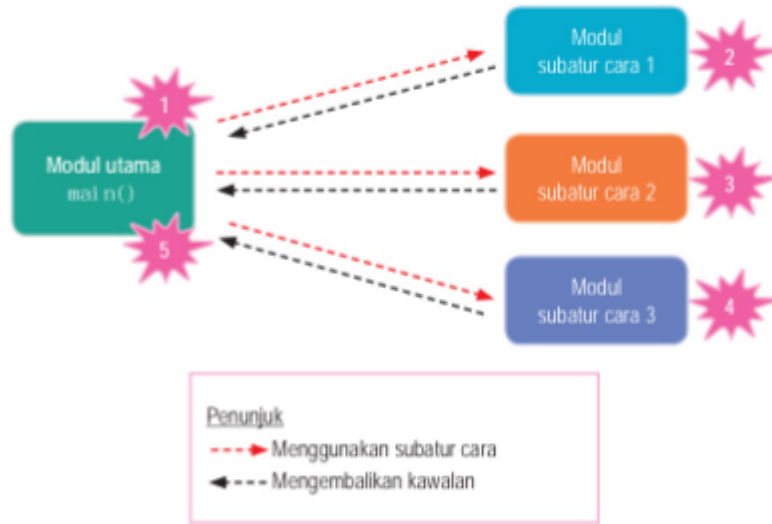 Modul
subatur cara 1
2
1
Modul utama
main()
Modul
subatur cara 2
3
5
Modul
subatur cara 3
4
Penunjuk
Menggunakan subatur cara
Mengembalikan kawalan